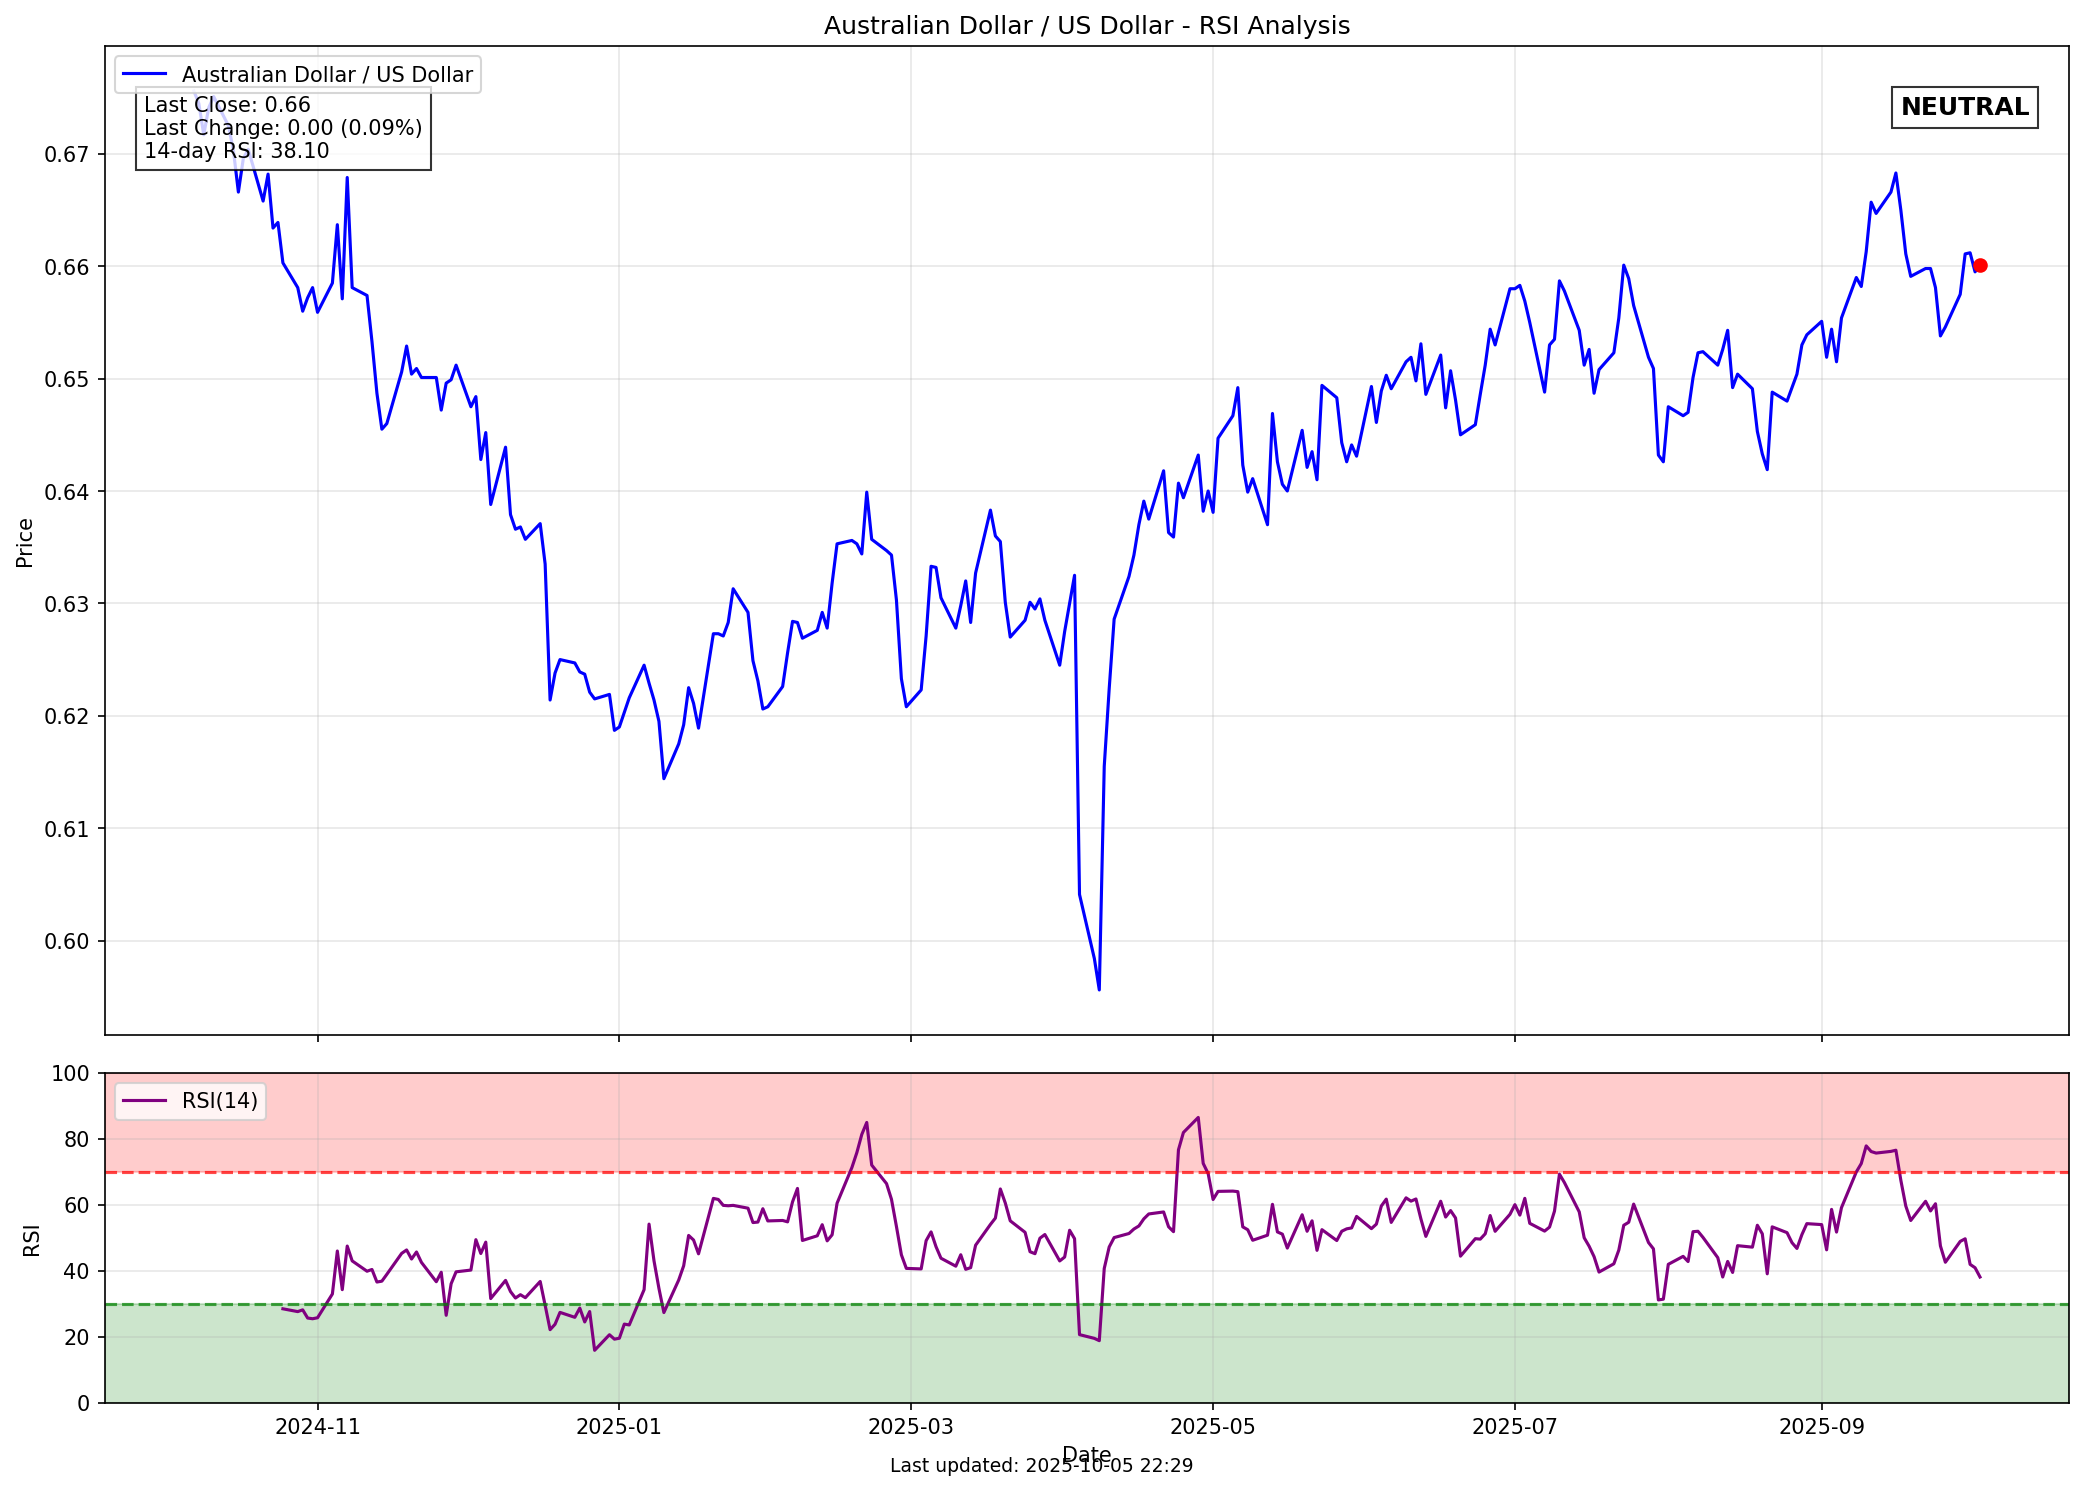 Australian Dollar / US Dollar - RSI Analysis
Australian Dollar / US Dollar
Last Close: 0.66
Last Change: 0.00 (0.09%)
14-day RSI: 38.10
NEUTRAL
Price
0.67
0.66
0.65
0.64
0.63
0.62
0.61
0.60
RSI(14)
RSI
100
80
60
40
20
0
2024-11
2025-01
2025-03
2025-05
2025-07
2025-09
Date
Last updated: 2025-10-05 22:29